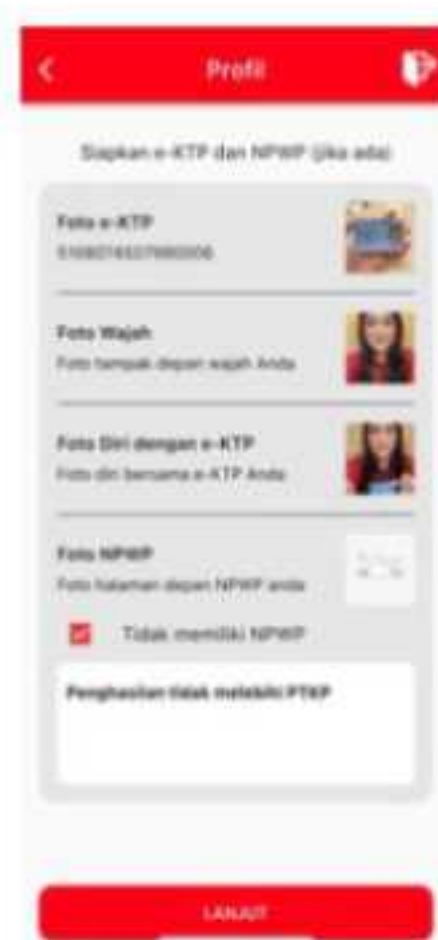 Profil
Siapkan e-KTP dan NPWP (jika ada)
Foto e-KTP
Foto Wajah
Foto tampak depan wajah Anda
Foto Diri dengan e-KTP
Foto diri bersama e-KTP Anda
Foto NPWP
Foto halaman depan NPWP anda
Tidak memiliki NPWP
Penghasilan tidak melebihi PTKP
LANJUT